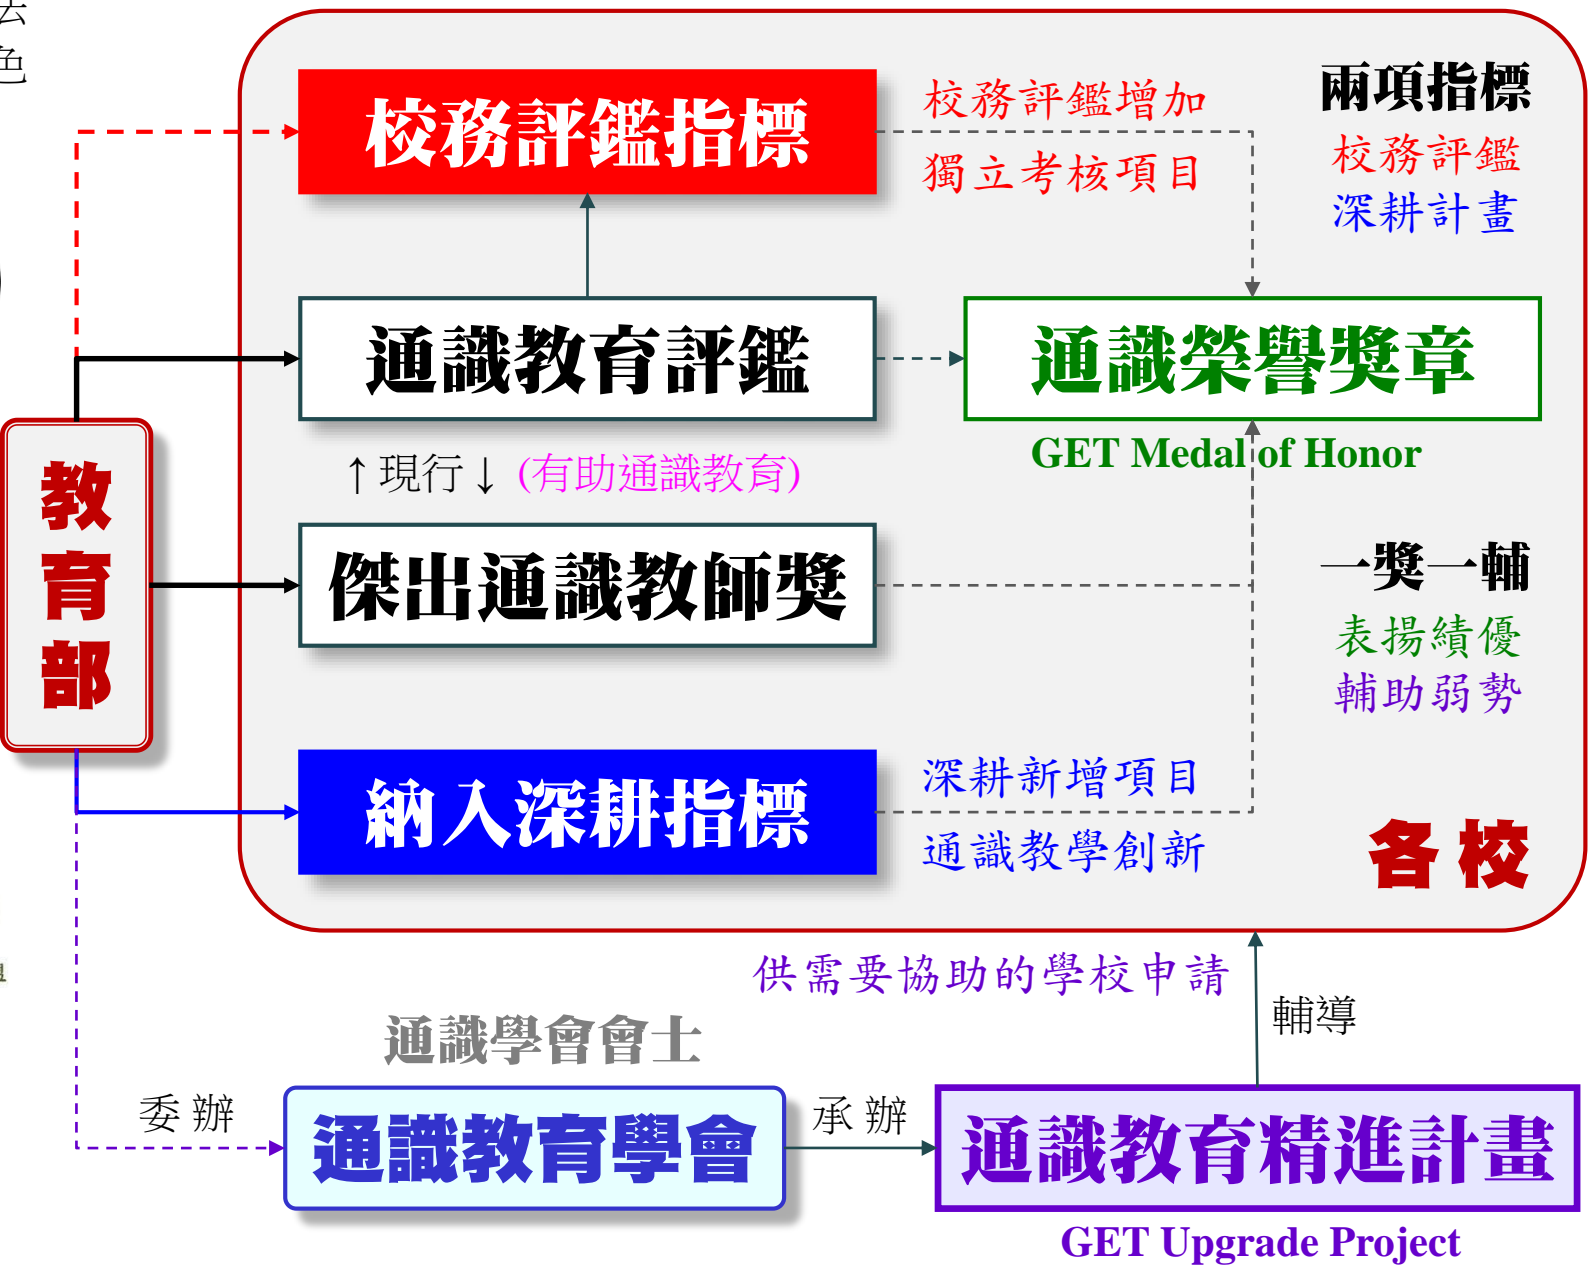 去
色
校務評鑑指標
校務評鑑增加
獨立考核項目
兩項指標
校務評鑑
深耕計畫
通識教育評鑑
通識榮譽獎章
GET Medal of Honor
↑現行↓ (有助通識教育)
教育部
傑出通識教師獎
一獎一輔
表揚績優
輔助弱勢
納入深耕指標
深耕新增項目
通識教學創新
各校
供需要協助的學校申請
輔導
通識學會會士
委辦
通識教育學會
承辦
通識教育精進計畫
GET Upgrade Project